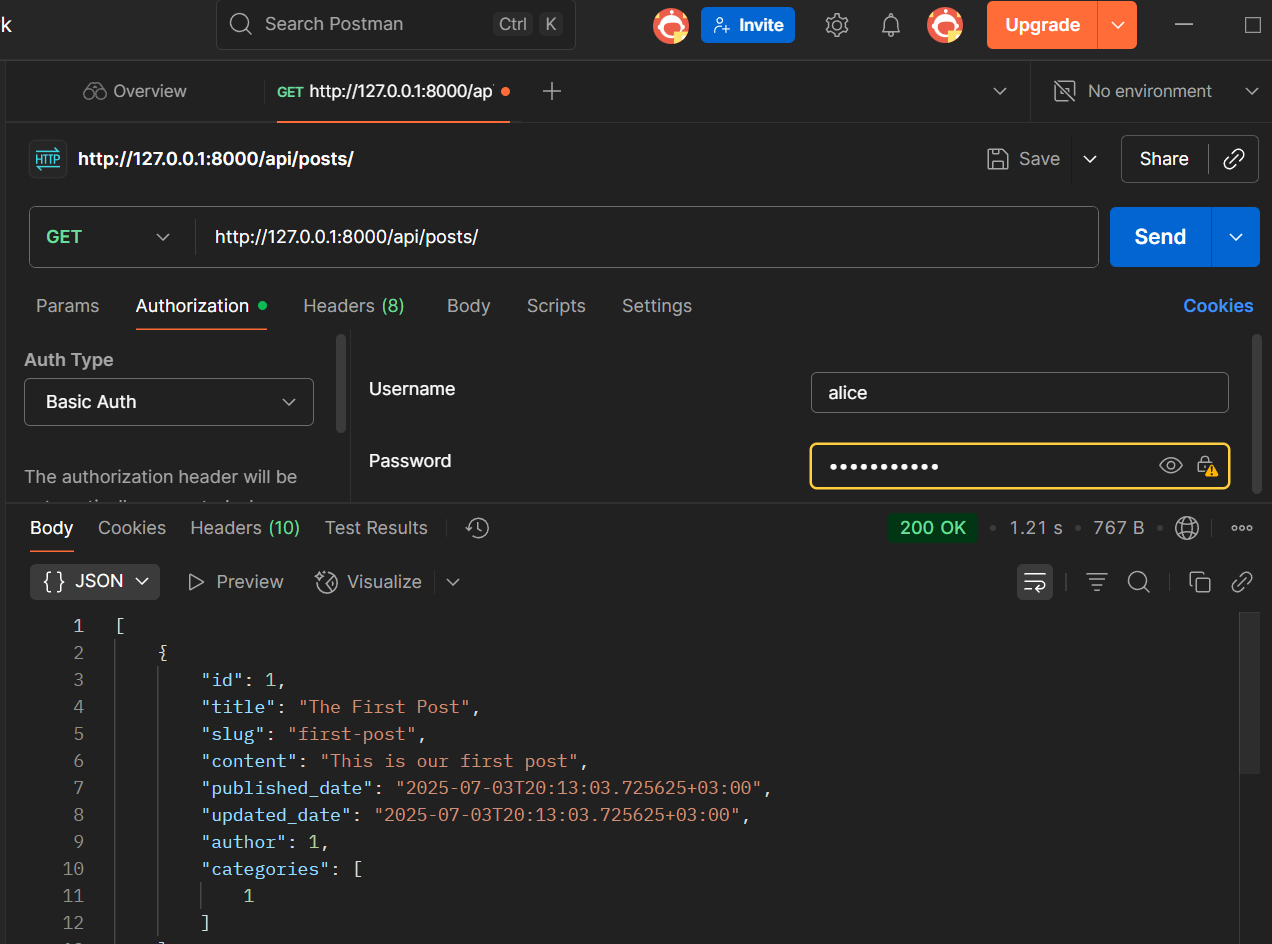 k
Search Postman Ctrl K Invite Upgrade
Overview GET http://127.0.0.1:8000/ap No environment
HTTP http://127.0.0.1:8000/api/posts/ Save Share
GET http://127.0.0.1:8000/api/posts/ Send
Params Authorization Headers (8) Body Scripts Settings Cookies
Auth Type
Basic Auth
The authorization header will be
Username alice
Password •••••••••••
Body Cookies Headers (10) Test Results 200 OK • 1.21 s • 767 B •
{} JSON Preview Visualize
1 [
2 {
3 "id": 1,
4 "title": "The First Post",
5 "slug": "first-post",
6 "content": "This is our first post",
7 "published_date": "2025-07-03T20:13:03.725625+03:00",
8 "updated_date": "2025-07-03T20:13:03.725625+03:00",
9 "author": 1,
10 "categories": [
11 1
12 ]